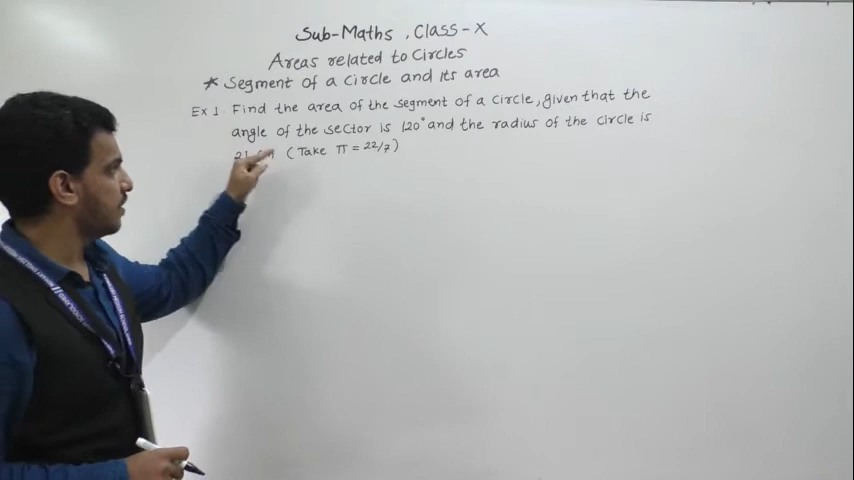 Sub-Maths, Class-X
Areas related to Circles
* Segment of a circle and its area
Ex 1. Find the area of the segment of a circle, given that the
angle of the sector is 120° and the radius of the circle is
21 cm (Take π = 22/7)